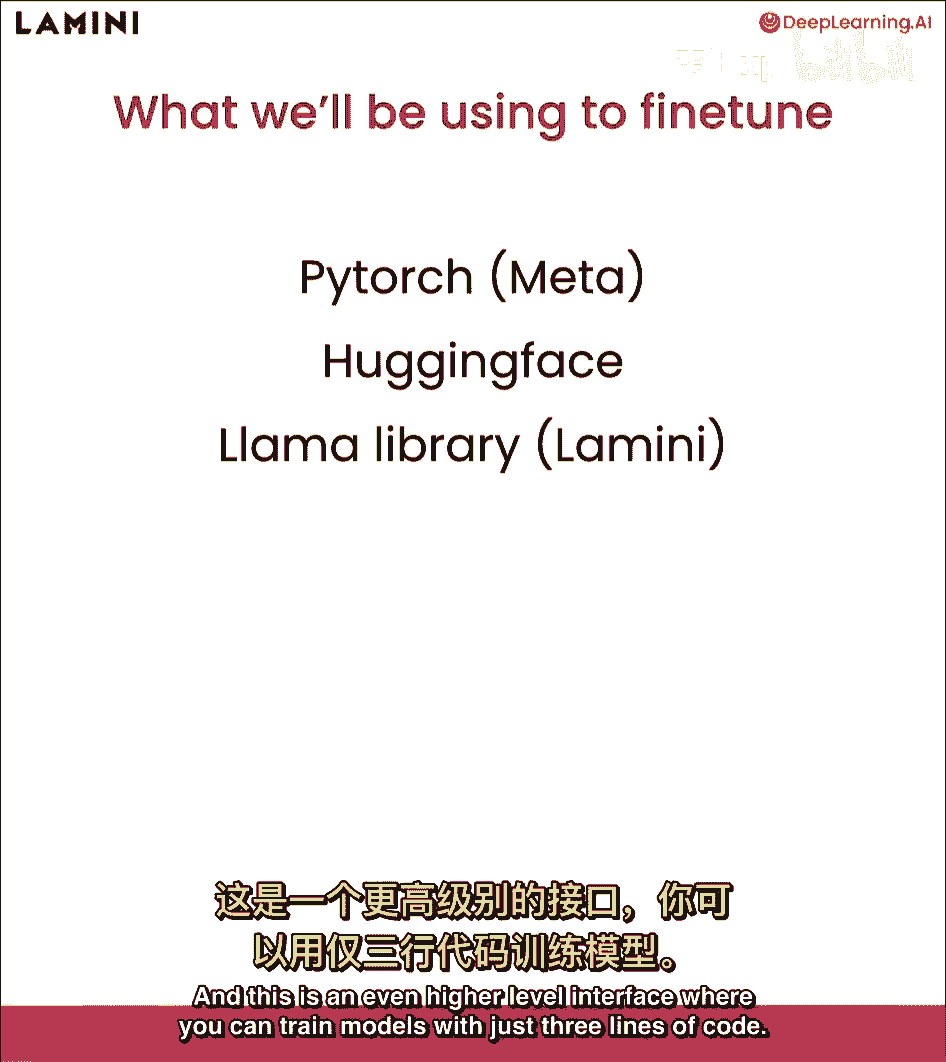 LAMINI
DeepLearning.AI
What we'll be using to finetune
Pytorch (Meta)
Huggingface
Llama library (Lamini)
这是一个更高级别的接口，你可
以用仅三行代码训练模型。
And this is an even higher level interface where
you can train models with just three lines of code.